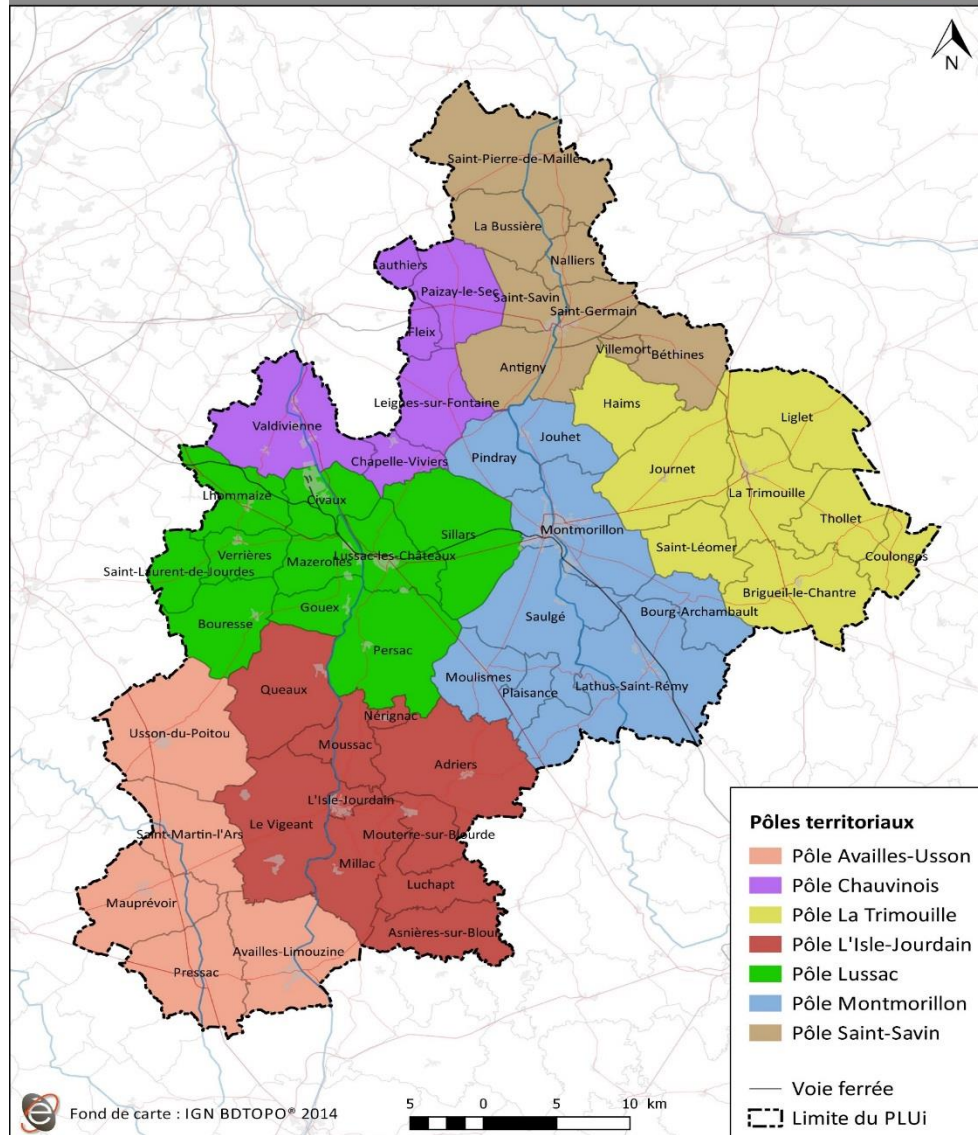 N
Saint-Pierre-de-Maillé
La Bussière
Nalliers
Lauthiers
Paizay-le-Sec
Saint-Savin
Saint-Germain
Fleix
Villemort
Béthines
Antigny
Leignes-sur-Fontaine
Haims
Liglet
Valdivienne
Jouhet
Chapelle-Viviers
Pindray
Journet
La Trimouille
Lhommaizé
Civaux
Thollet
Montmorillon
Sillars
Saint-Léomer
Coulonges
Verrières
Mazerolles
Lussac-les-Châteaux
Saint-Laurent-de-Jourdes
Brigueil-le-Chantre
Gouex
Saulgé
Bourg-Archambault
Bouresse
Persac
Moulismes
Plaisance
Lathus-Saint-Rémy
Queaux
Nérignac
Usson-du-Poitou
Moussac
Adriers
L'Isle-Jourdain
Le Vigeant
Saint-Martin-l'Ars
Mouterre-sur-Blourde
Millac
Luchapt
Mauprévoir
Asnières-sur-Blour
Availles-Limouzine
Pressac
Pôles territoriaux
Pôle Availles-Usson
Pôle Chauvinois
Pôle La Trimouille
Pôle L'Isle-Jourdain
Pôle Lussac
Pôle Montmorillon
Pôle Saint-Savin
Voie ferrée
Limite du PLUi
e Fond de carte : IGN BDTOPO® 2014
5 0 5 10 km